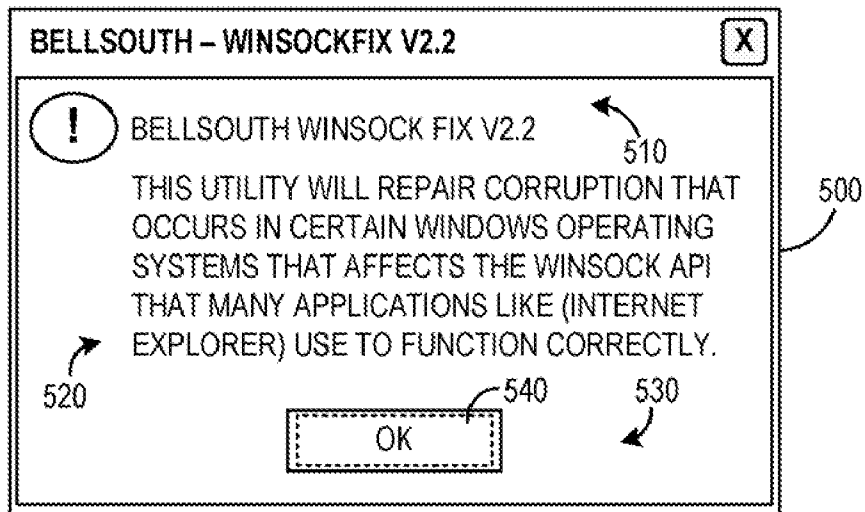 BELLSOUTH – WINSOCKFIX V2.2 X
! BELLSOUTH WINSOCK FIX V2.2
510
THIS UTILITY WILL REPAIR CORRUPTION THAT
500
OCCURS IN CERTAIN WINDOWS OPERATING
SYSTEMS THAT AFFECTS THE WINSOCK API
THAT MANY APPLICATIONS LIKE (INTERNET
EXPLORER) USE TO FUNCTION CORRECTLY.
520
540
530
OK